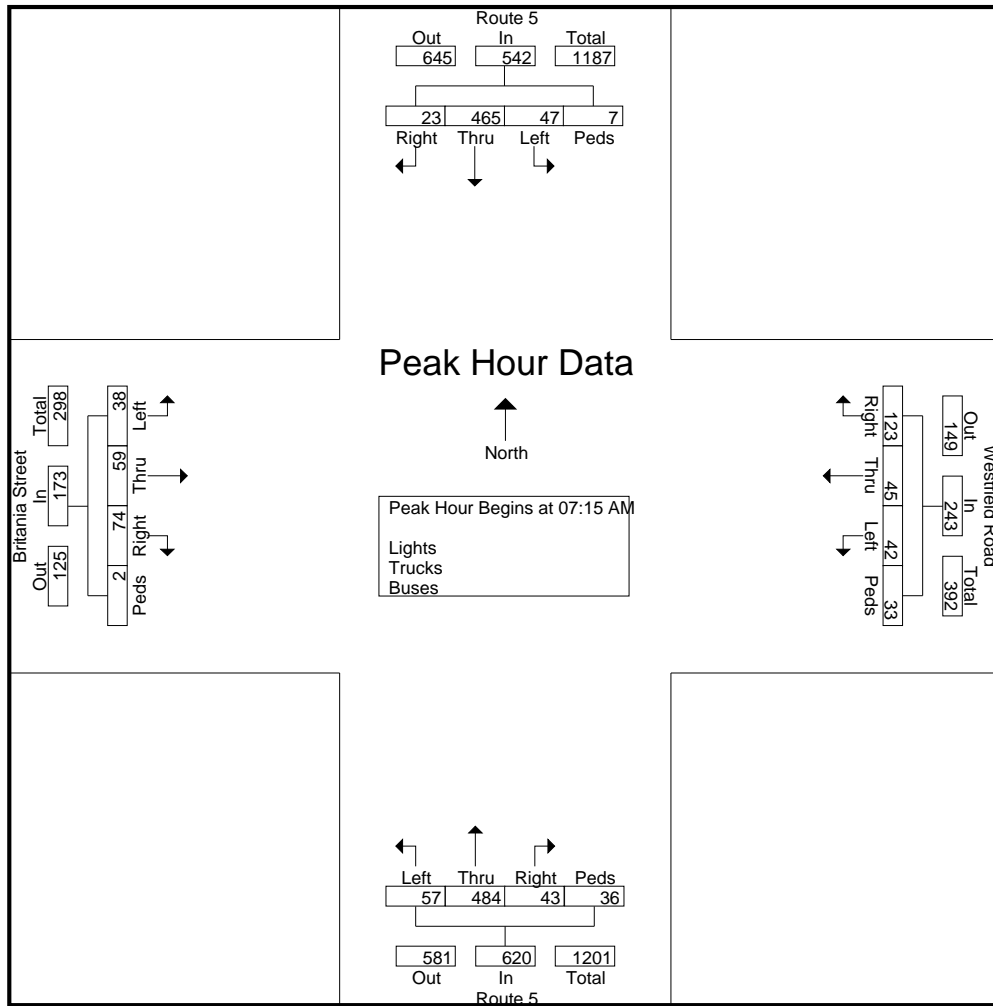 Route 5
Out In Total
645 542 1187
23 465 47 7
Right Thru Left Peds
Peak Hour Data
North
Peak Hour Begins at 07:15 AM
Lights
Trucks
Buses
Britania Street
Total In Out
298 173 125
38 59 74 2
Left Thru Right Peds
Westfield Road
Out In Total
149 243 392
123 45 42 33
Right Thru Left Peds
Left Thru Right Peds
57 484 43 36
581 620 1201
Out In Total
Route 5